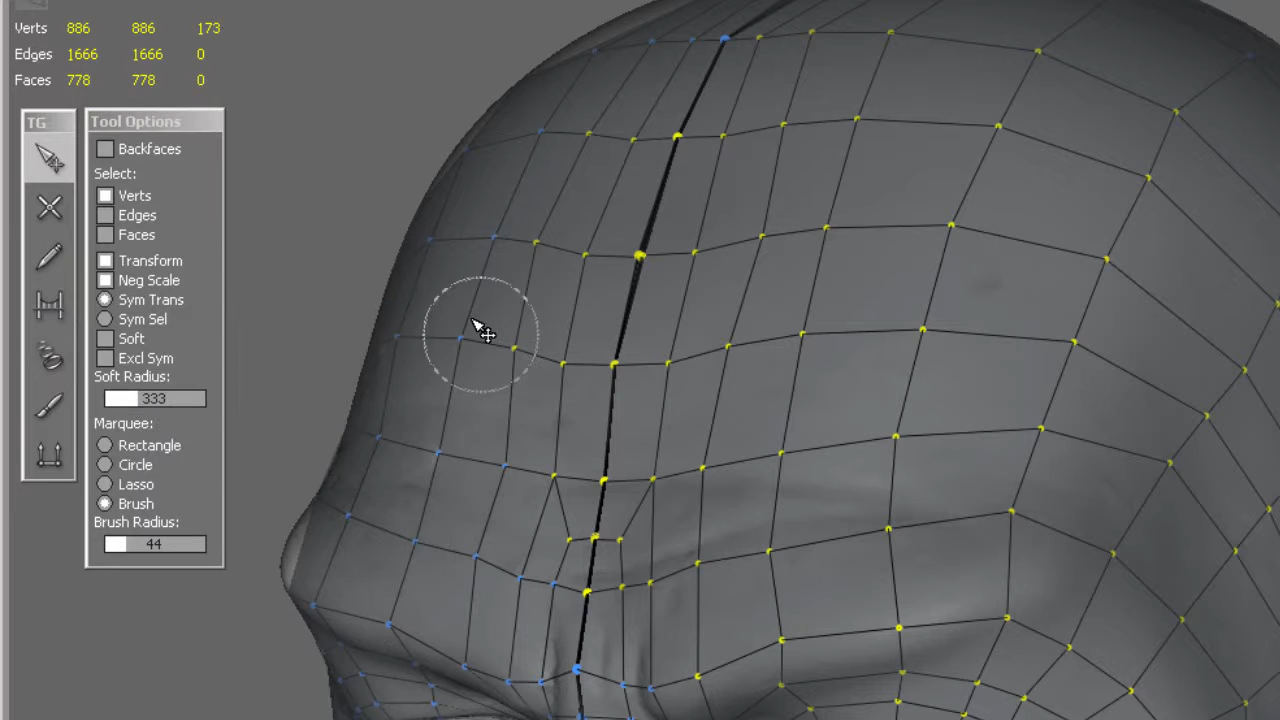 Verts 886 886 173
Edges 1666 1666 0
Faces 778 778 0
TG
Tool Options
Backfaces
Select:
Verts
Edges
Faces
Transform
Neg Scale
Sym Trans
Sym Sel
Soft
Excl Sym
Soft Radius:
333
Marquee:
Rectangle
Circle
Lasso
Brush
Brush Radius:
44